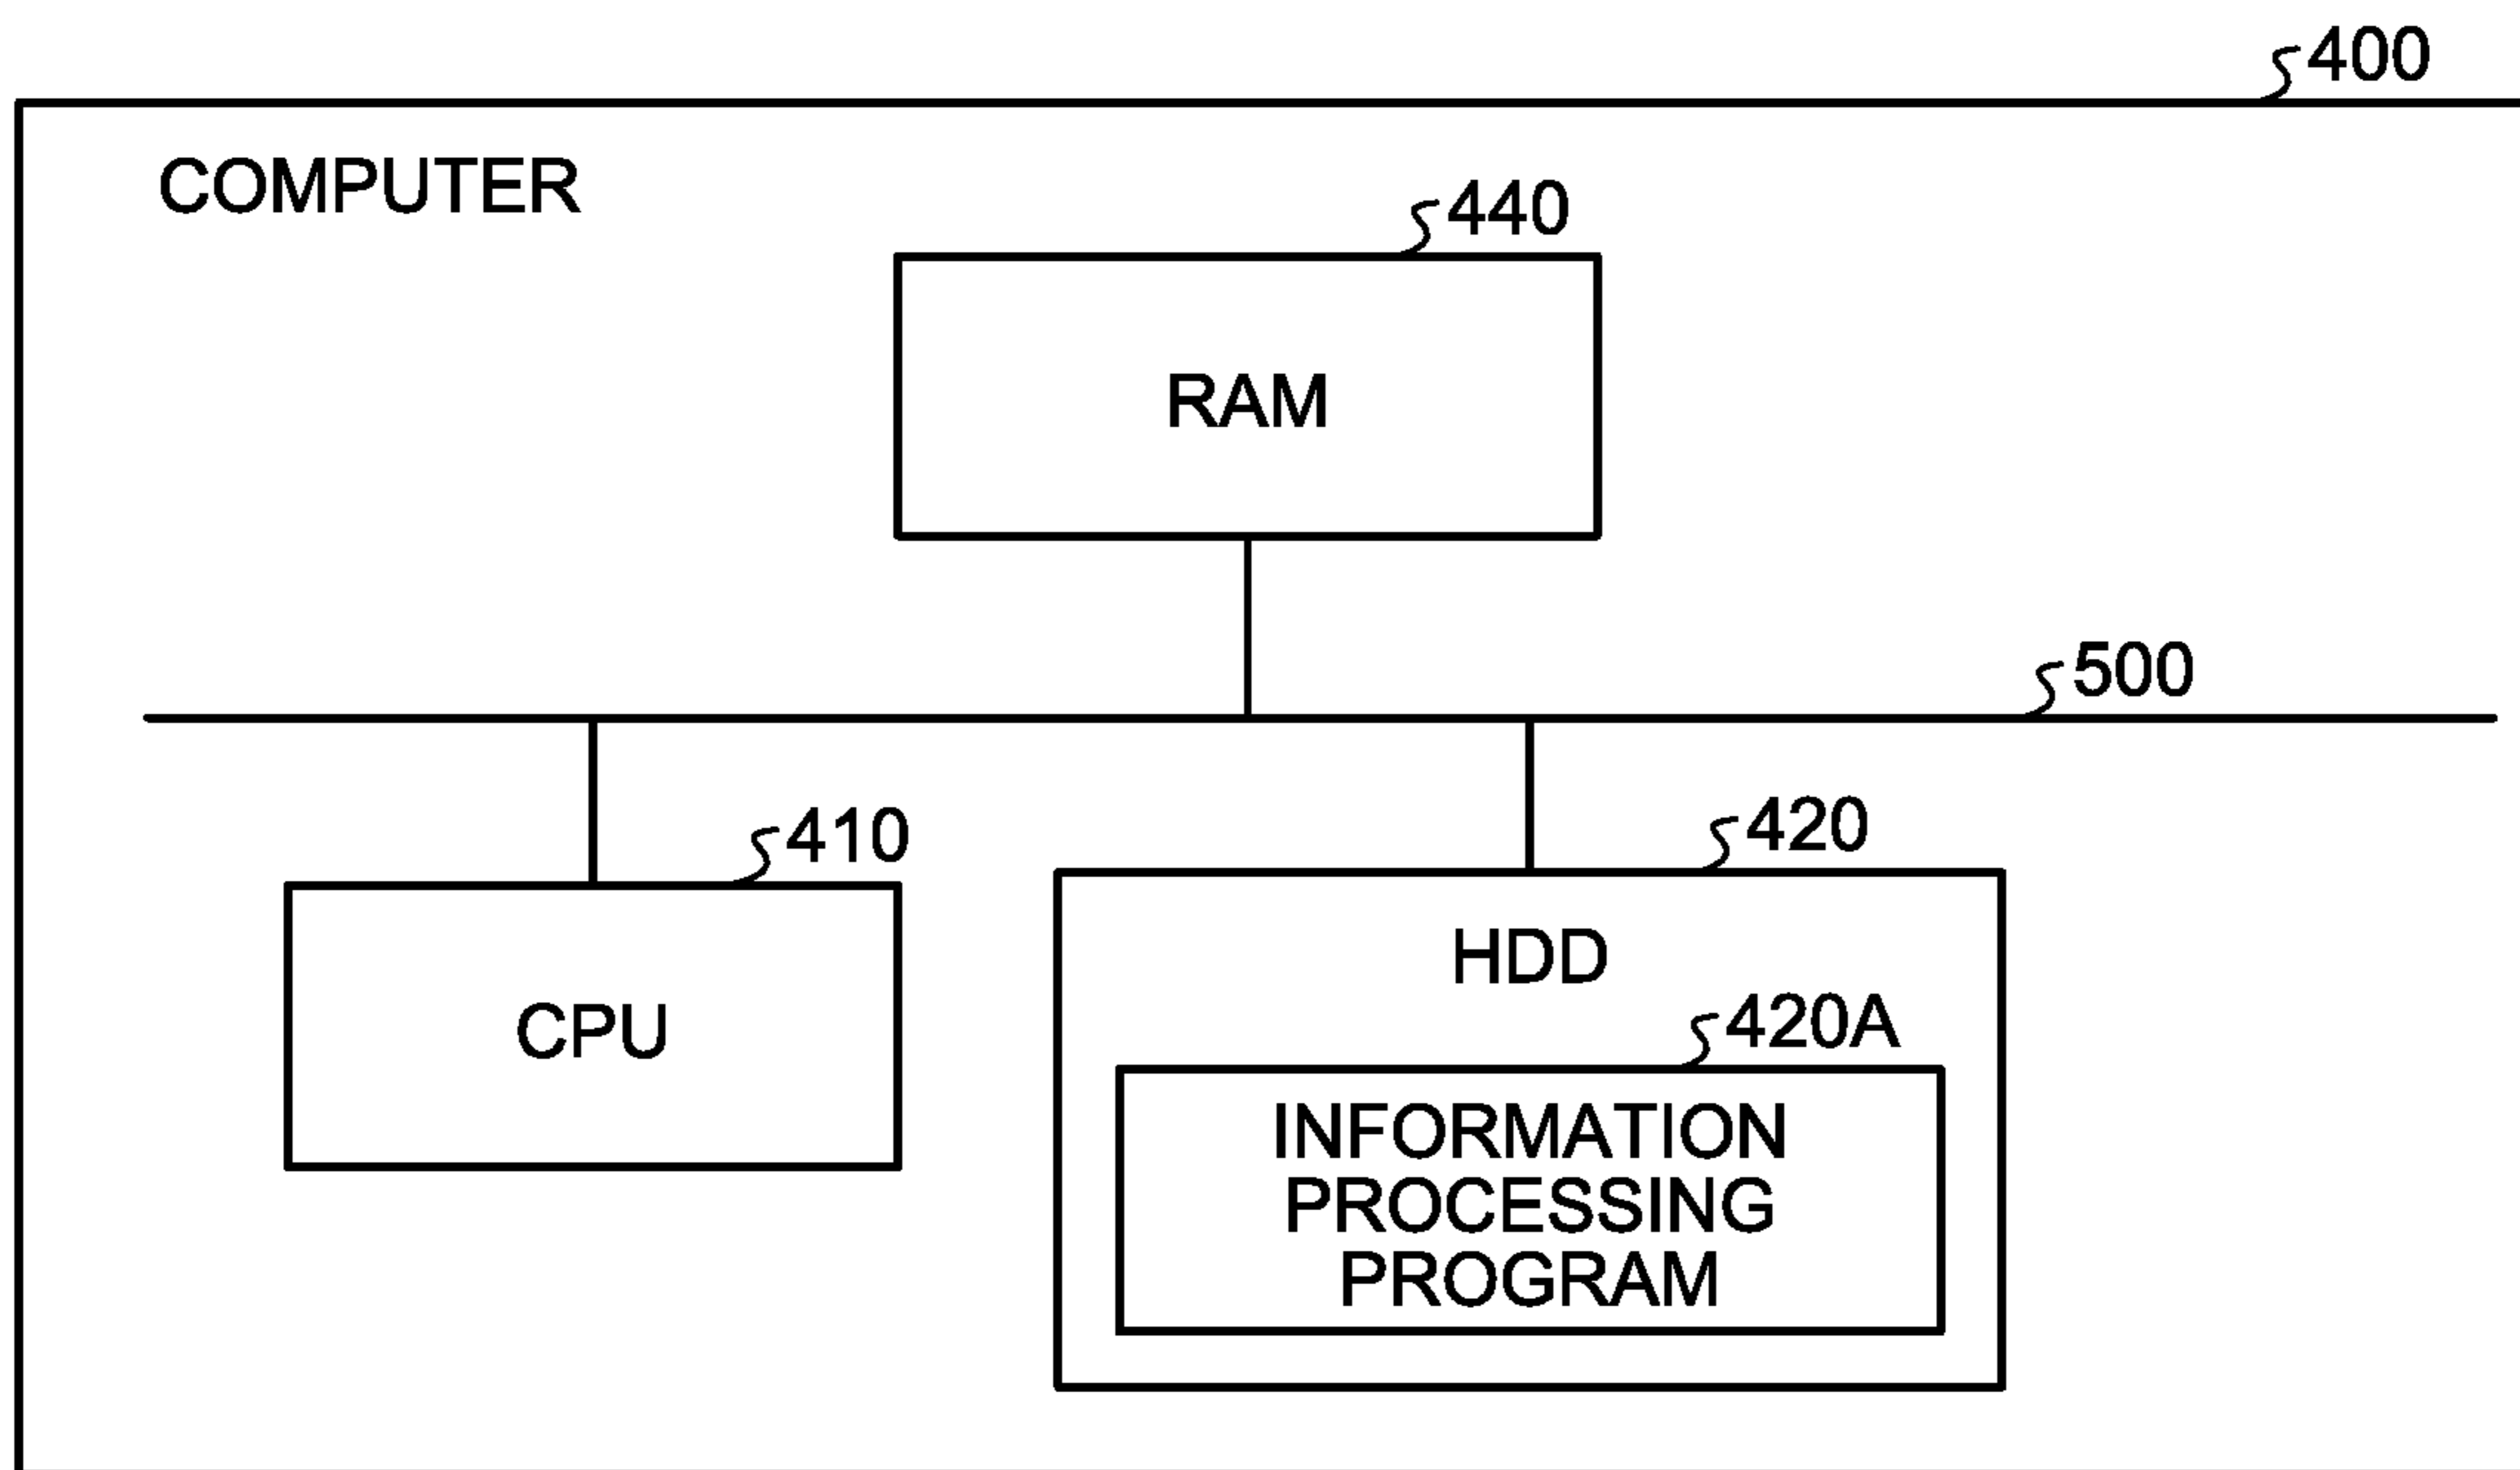 400
COMPUTER
440
RAM
500
410
CPU
420
HDD
420A
INFORMATION
PROCESSING
PROGRAM